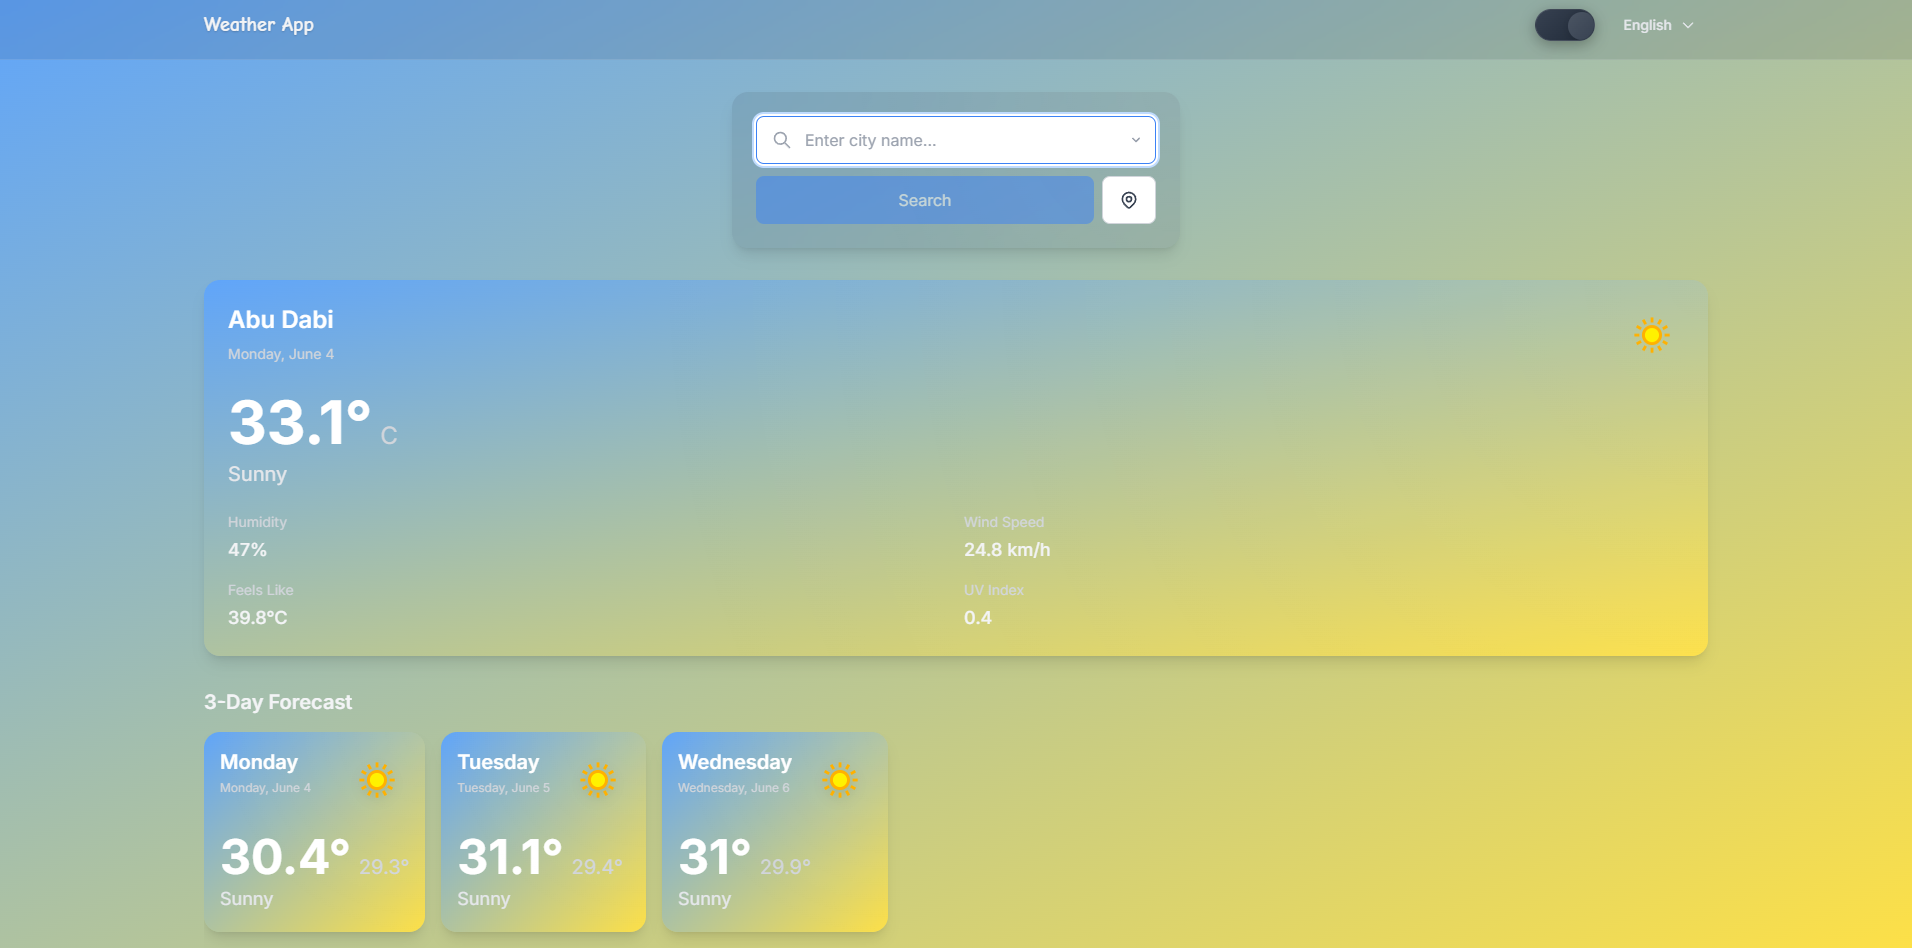 Weather App
English
Enter city name...
Search
Abu Dabi
Monday, June 4
33.1° C
Sunny
Humidity
47%
Wind Speed
24.8 km/h
Feels Like
39.8°C
UV Index
0.4
3-Day Forecast
Monday
Monday, June 4
30.4° 29.3°
Sunny
Tuesday
Tuesday, June 5
31.1° 29.4°
Sunny
Wednesday
Wednesday, June 6
31° 29.9°
Sunny